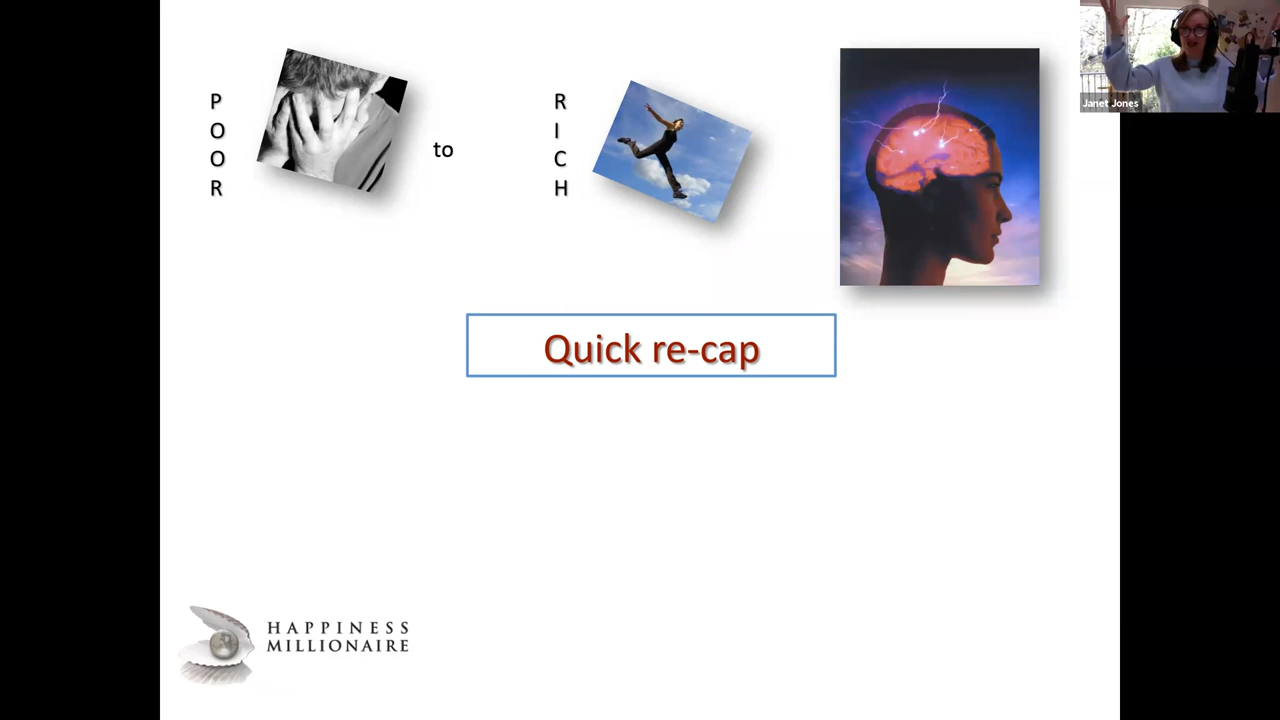 P
O
O
R
to
R
I
C
H
Janet Jones
Quick re-cap
HAPPINESS
MILLIONAIRE